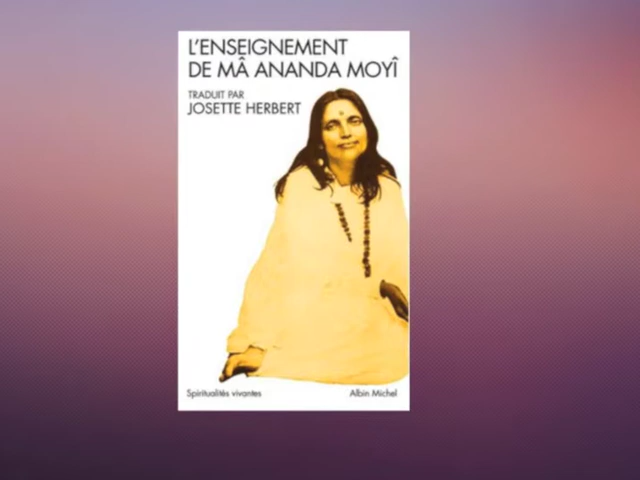 L'ENSEIGNEMENT
DE MÂ ANANDA MOYÎ
TRADUIT PAR
JOSETTE HERBERT
Spiritualités vivantes
Albin Michel